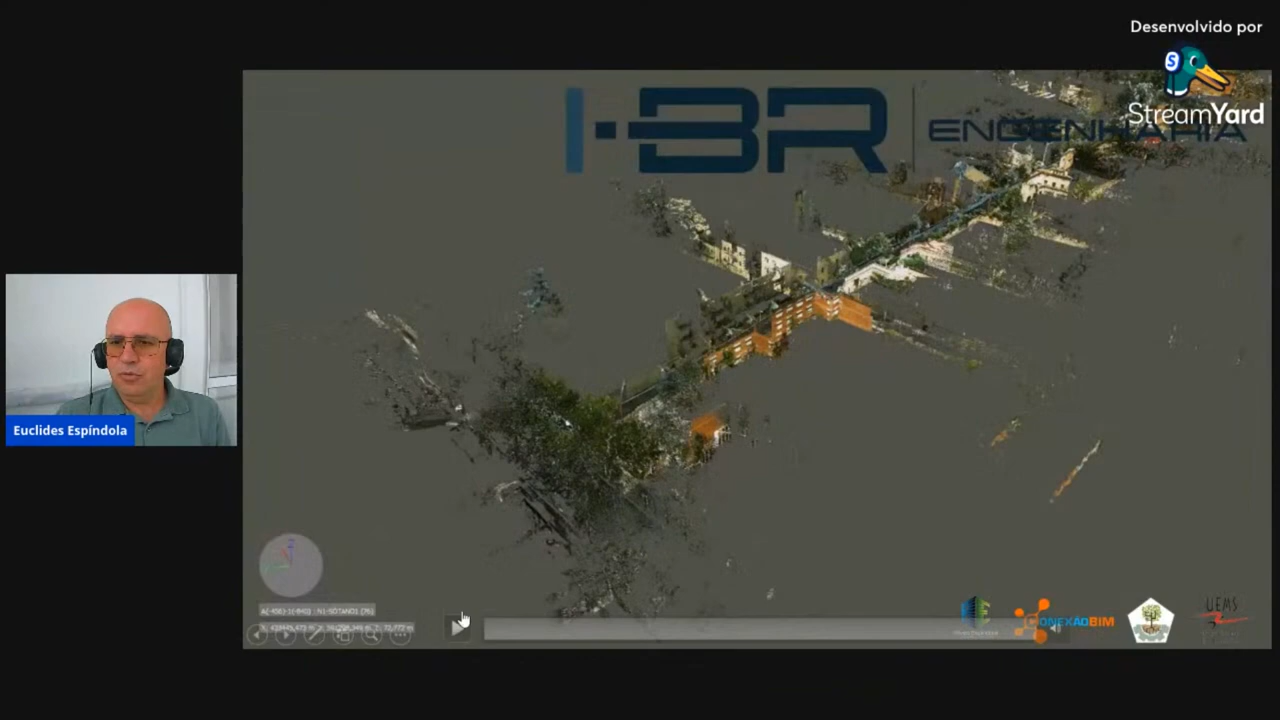 Desenvolvido por
StreamYard
I-BR ENGENHARIA
Euclides Espíndola
CONEXÃOBIM
UEMS